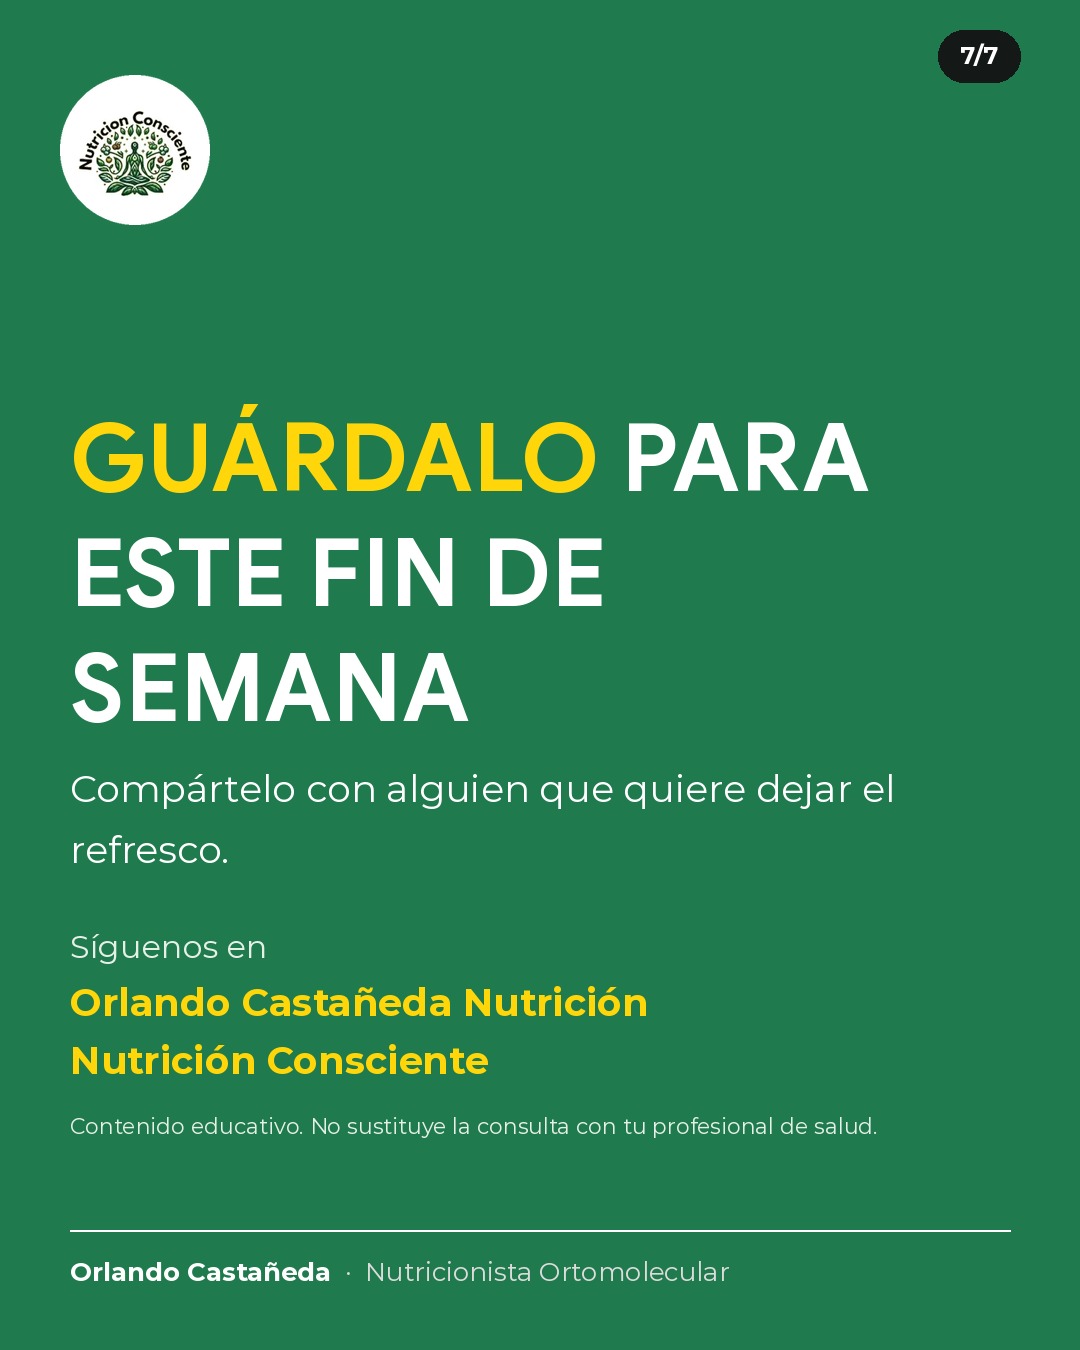 7/7
Nutricion Consciente
GUÁRDALO PARA
ESTE FIN DE
SEMANA
Compártelo con alguien que quiere dejar el
refresco.
Síguenos en
Orlando Castañeda Nutrición
Nutrición Consciente
Contenido educativo. No sustituye la consulta con tu profesional de salud.
Orlando Castañeda · Nutricionista Ortomolecular